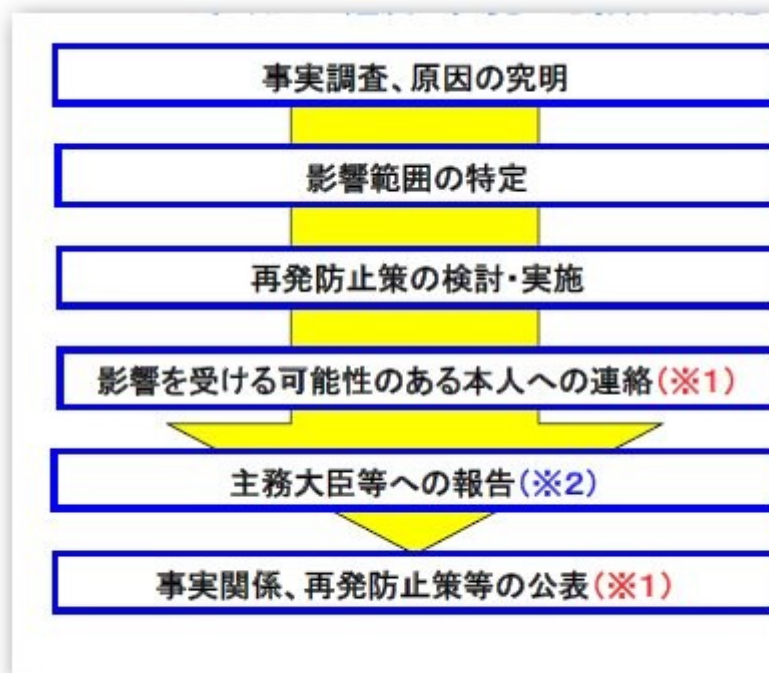 事実調査、原因の究明
影響範囲の特定
再発防止策の検討・実施
影響を受ける可能性のある本人への連絡(※1)
主務大臣等への報告(※2)
事実関係、再発防止策等の公表(※1)